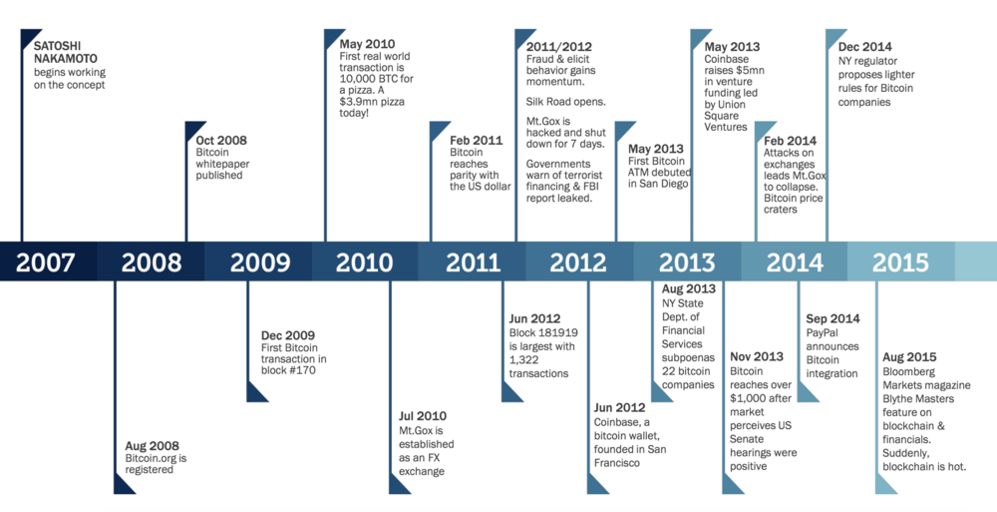 SATOSHI
NAKAMOTO
begins working
on the concept
Oct 2008
Bitcoin
whitepaper
published
May 2010
First real world
transaction is
10,000 BTC for
a pizza. A
$3.9mn pizza
today!
Feb 2011
Bitcoin
reaches
parity with
the US dollar
2011/2012
Fraud & elicit
behavior gains
momentum.
Silk Road opens.
Mt.Gox is
hacked and shut
down for 7 days.
Governments
warn of terrorist
financing & FBI
report leaked.
May 2013
First Bitcoin
ATM debuted
in San Diego
May 2013
Coinbase
raises $5mn
in venture
funding led
by Union
Square
Ventures
Feb 2014
Attacks on
exchanges
leads Mt.Gox
to collapse.
Bitcoin price
craters
Dec 2014
NY regulator
proposes lighter
rules for Bitcoin
companies
2007 2008 2009 2010 2011 2012 2013 2014 2015
Aug 2008
Bitcoin.org is
registered
Dec 2009
First Bitcoin
transaction in
block #170
Jul 2010
Mt.Gox is
established
as an FX
exchange
Jun 2012
Block 181919
is largest with
1,322
transactions
Jun 2012
Coinbase, a
bitcoin wallet,
founded in San
Francisco
Aug 2013
NY State
Dept. of
Financial
Services
subpoenas
22 bitcoin
companies
Nov 2013
Bitcoin
reaches over
$1,000 after
market
perceives US
Senate
hearings were
positive
Sep 2014
PayPal
announces
Bitcoin
integration
Aug 2015
Bloomberg
Markets magazine
Blythe Masters
feature on
blockchain &
financials.
Suddenly,
blockchain is hot.